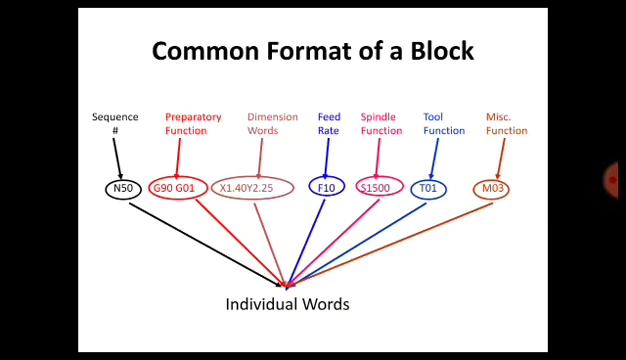 Common Format of a Block
Sequence #
Preparatory Function
Dimension Words
Feed Rate
Spindle Function
Tool Function
Misc. Function
N50 G90 G01 X1.40Y2.25 F10 S1500 T01 M03
Individual Words